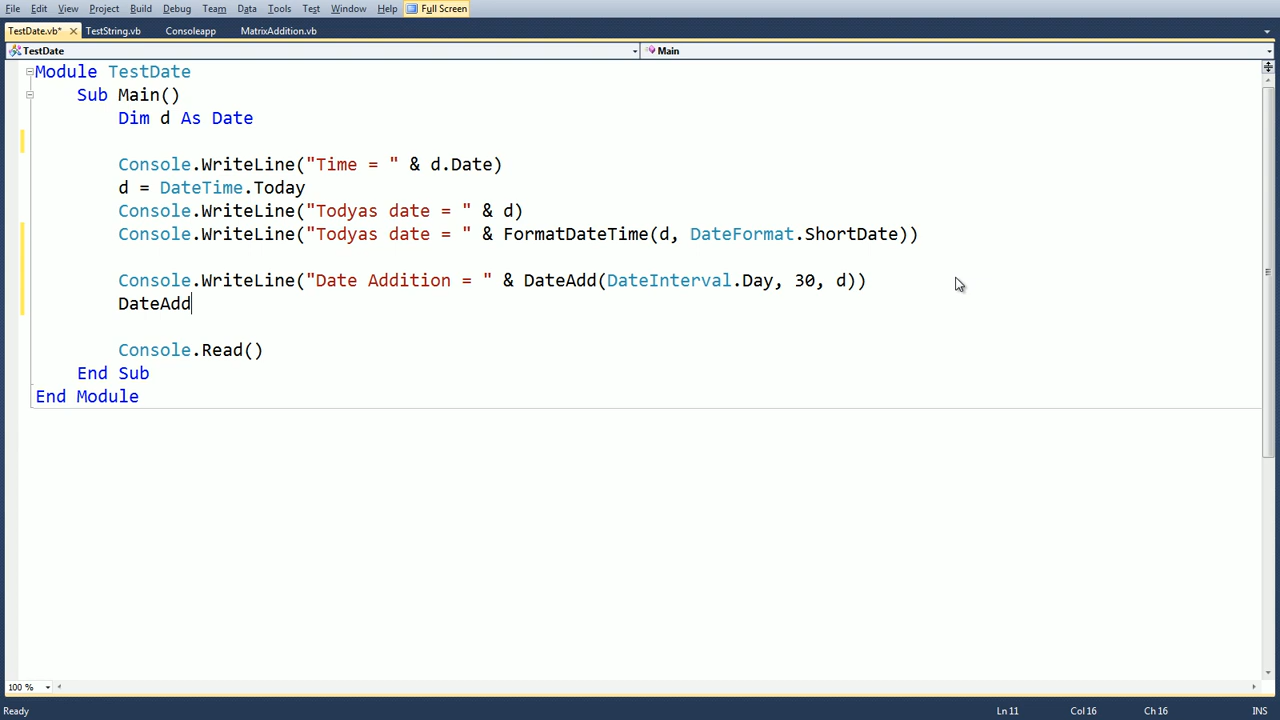 File Edit View Project Build Debug Team Data Tools Test Window Help Full Screen
TestDate.vb* TestString.vb Consoleapp MatrixAddition.vb
TestDate Main
Module TestDate
Sub Main()
Dim d As Date
Console.WriteLine("Time = " & d.Date)
d = DateTime.Today
Console.WriteLine("Todyas date = " & d)
Console.WriteLine("Todyas date = " & FormatDateTime(d, DateFormat.ShortDate))
Console.WriteLine("Date Addition = " & DateAdd(DateInterval.Day, 30, d))
DateAdd
Console.Read()
End Sub
End Module
100 %
Ready Ln 11 Col 16 Ch 16 INS